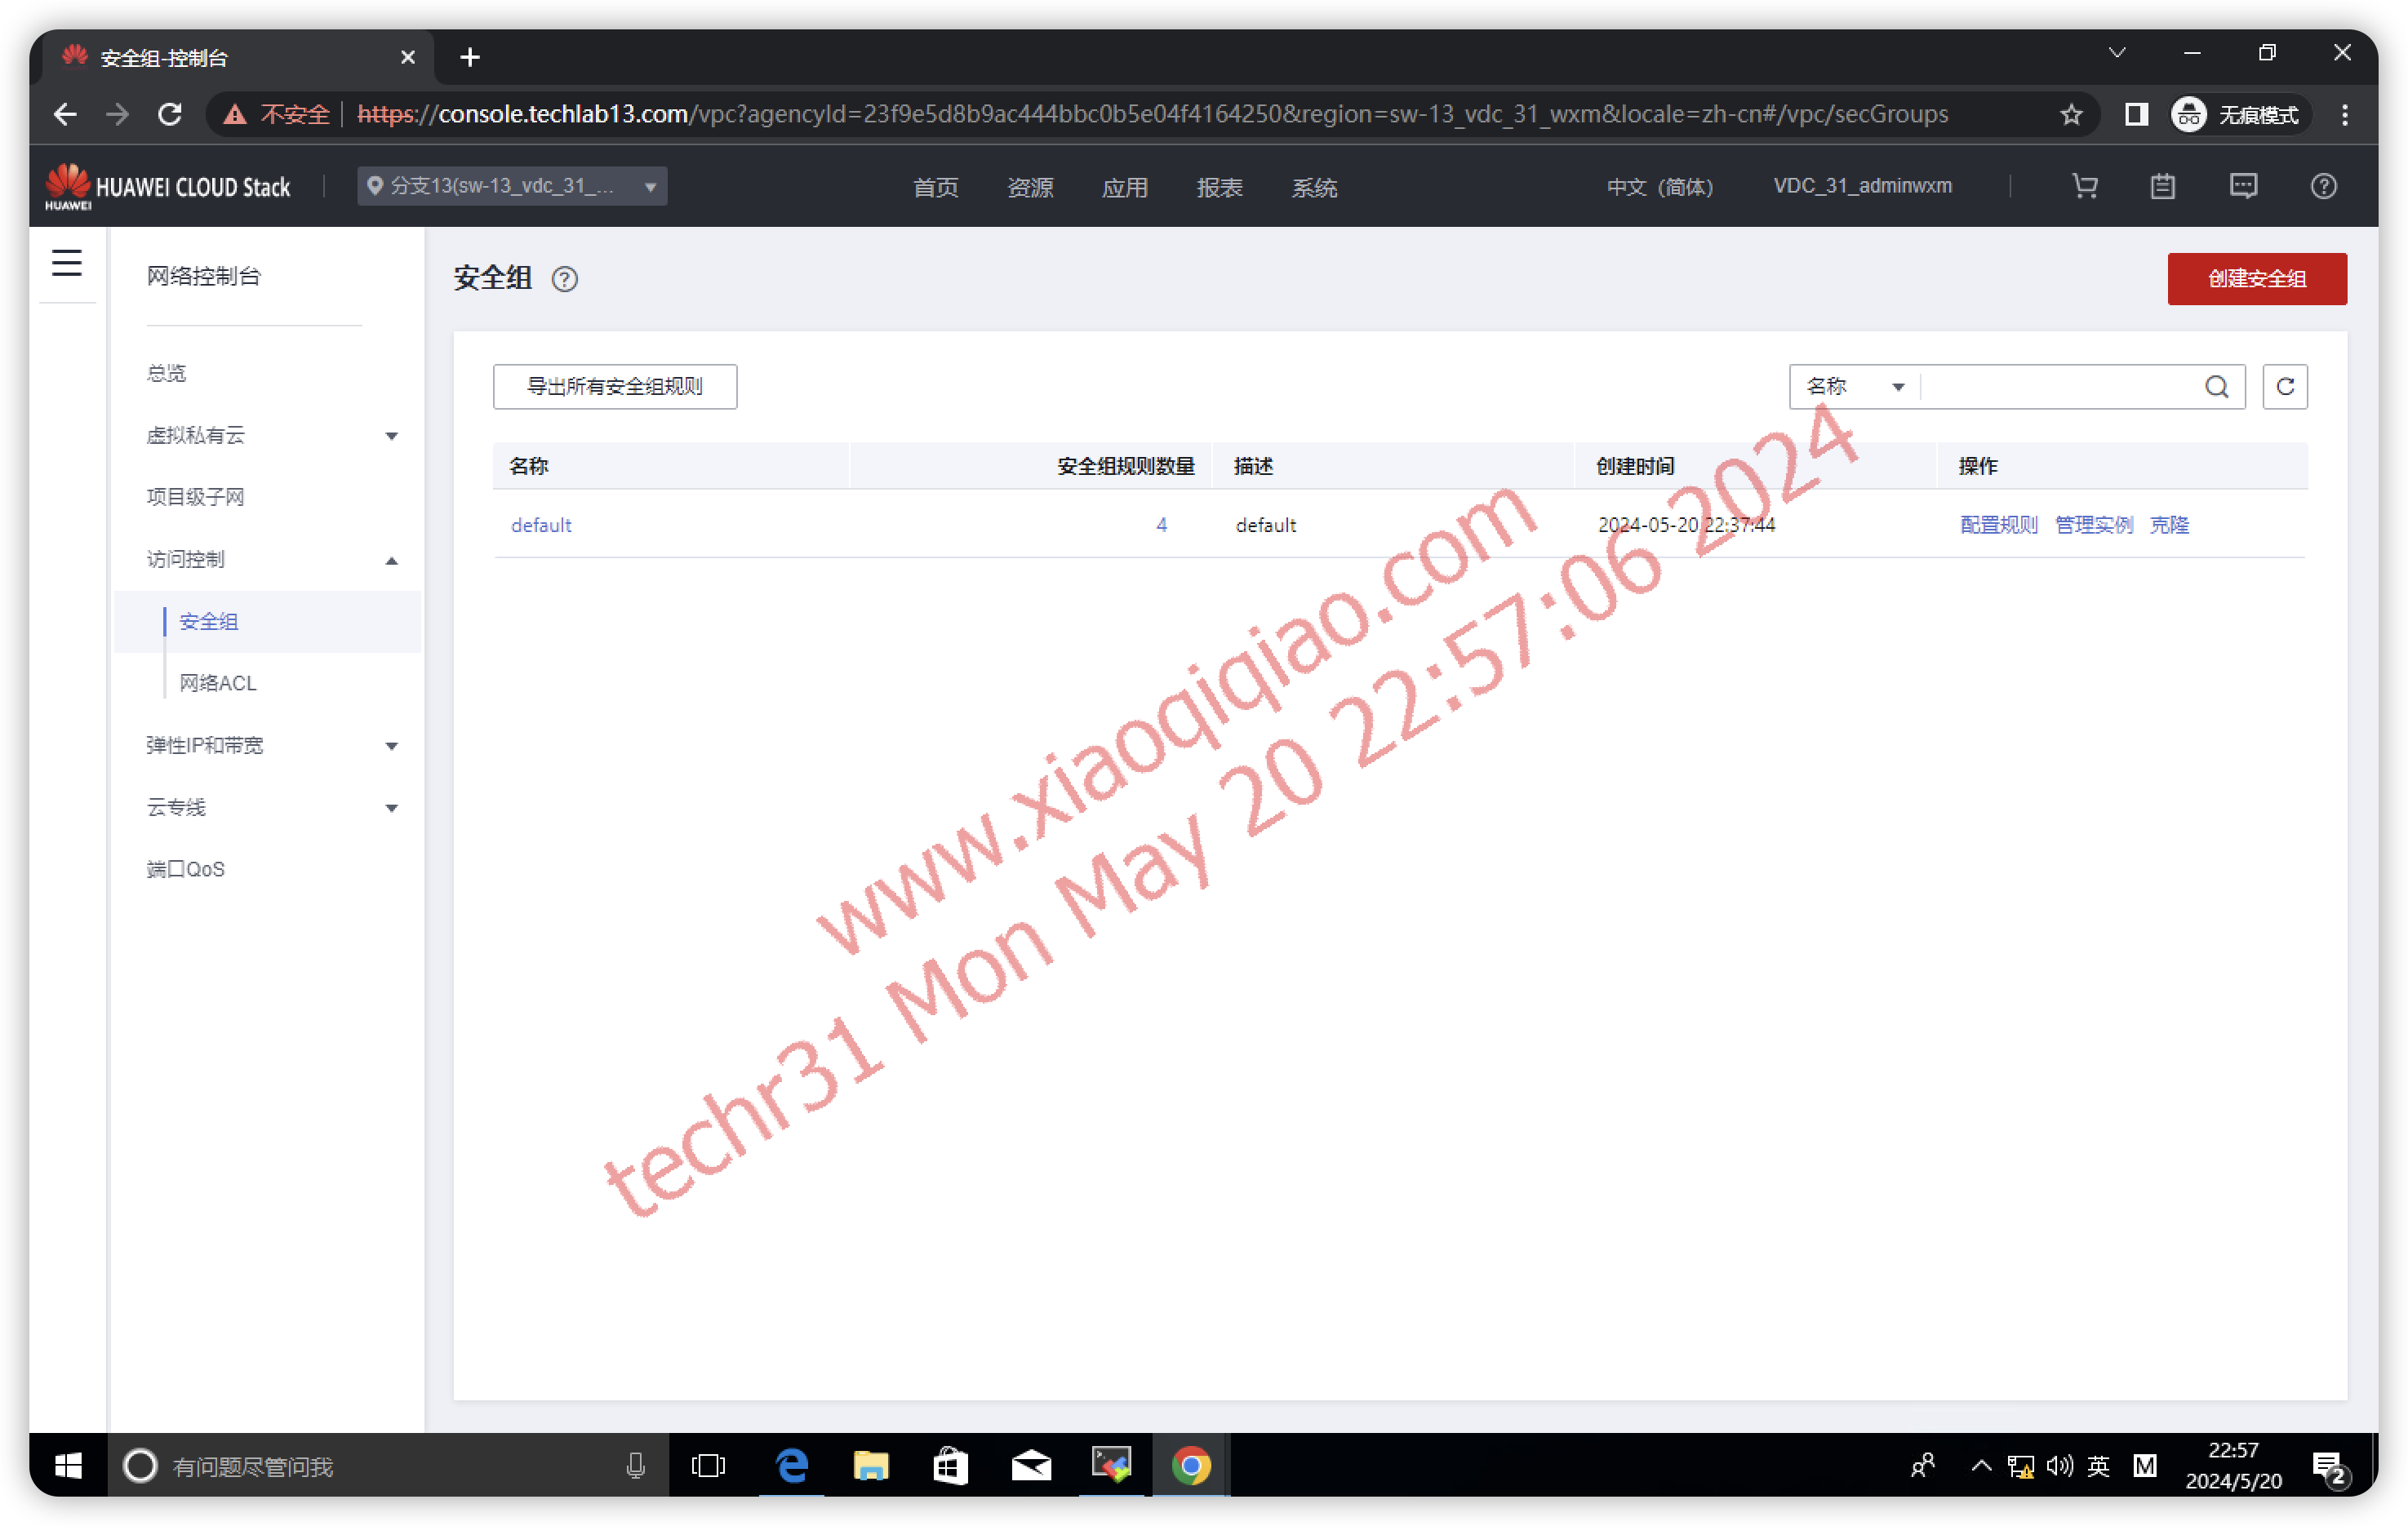 安全组-控制台
不安全 https://console.techlab13.com/vpc?agencyId=23f9e5d8b9ac444bbc0b5e04f4164250&region=sw-13_vdc_31_wxm&locale=zh-cn#/vpc/secGroups 无痕模式
HUAWEI
HUAWEI CLOUD Stack 分支13(sw-13_vdc_31_... 首页 资源 应用 报表 系统 中文（简体） VDC_31_adminwxm
网络控制台
总览
虚拟私有云
项目级子网
访问控制
安全组
网络ACL
弹性IP和带宽
云专线
端口QoS
安全组
创建安全组
导出所有安全组规则 名称
名称 安全组规则数量 描述 创建时间 操作
default 4 default 2024-05-20 22:37:44 配置规则 管理实例 克隆
www.xiaoqiqiao.com
techr31 Mon May 20 22:57:06 2024
有问题尽管问我
英 M
22:57
2024/5/20
2